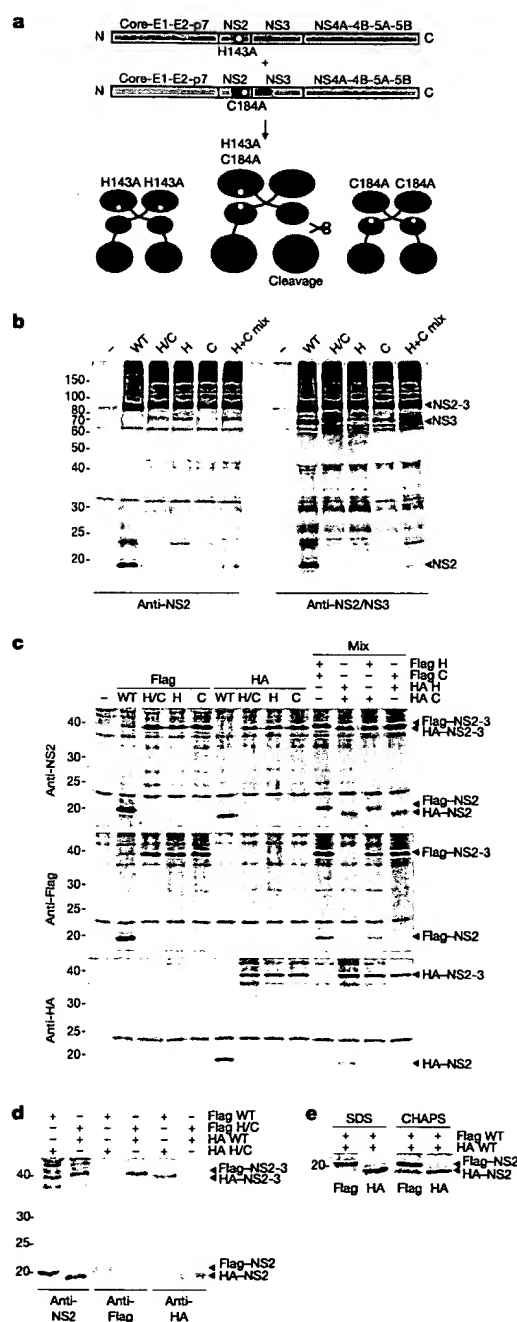 a
Core-E1-E2-p7 NS2 NS3 NS4A-4B-5A-5B
N C
H143A
+
Core-E1-E2-p7 NS2 NS3 NS4A-4B-5A-5B
N C
C184A
H143A
C184A
H143A H143A
C184A C184A
Cleavage
b
- WT H/C H C H+C mix - WT H/C H C H+C mix
150-
100-
80-
70-
60-
50-
40-
30-
20-
NS2-3
NS3
NS2
Anti-NS2 Anti-NS2/NS3
c
Mix
Flag HA
+ - + - Flag H
+ - - + Flag C
- + - + HA H
- + + - HA C
- WT H/C H C WT H/C H C
Anti-NS2
40-
30-
25-
20-
Flag–NS2-3
HA–NS2-3
Flag–NS2
HA–NS2
Anti-Flag
40-
30-
20-
Flag–NS2-3
Flag–NS2
Anti-HA
40-
30-
20-
HA–NS2-3
HA–NS2
d
+ - + - + - Flag WT
- + - + - + Flag H/C
- + - + - + HA WT
+ - + - + - HA H/C
40-
30-
25-
20-
Flag–NS2-3
HA–NS2-3
Flag–NS2
HA–NS2
Anti-NS2
Anti-Flag
Anti-HA
e
SDS CHAPS
+ + + + Flag WT
+ + + + HA WT
20-
Flag–NS2
HA–NS2
Flag HA Flag HA